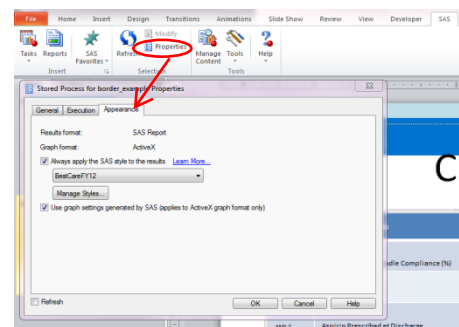 File Home Insert Design Transitions Animations Slide Show Review View Developer SAS
Modify
Properties
Tasks Reports SAS Favorites Refresh Manage Content Tools Help
Insert Selection Tools
Stored Process for border_example Properties
General Execution Appearance
Results format: SAS Report
Graph format: ActiveX
Always apply the SAS style to the results Learn More...
BestCareFY12
Manage Styles...
Use graph settings generated by SAS (applies to ActiveX graph format only)
Refresh OK Cancel Help
C
dle Compliance (%)
Aspirin Prescribed at Discharge